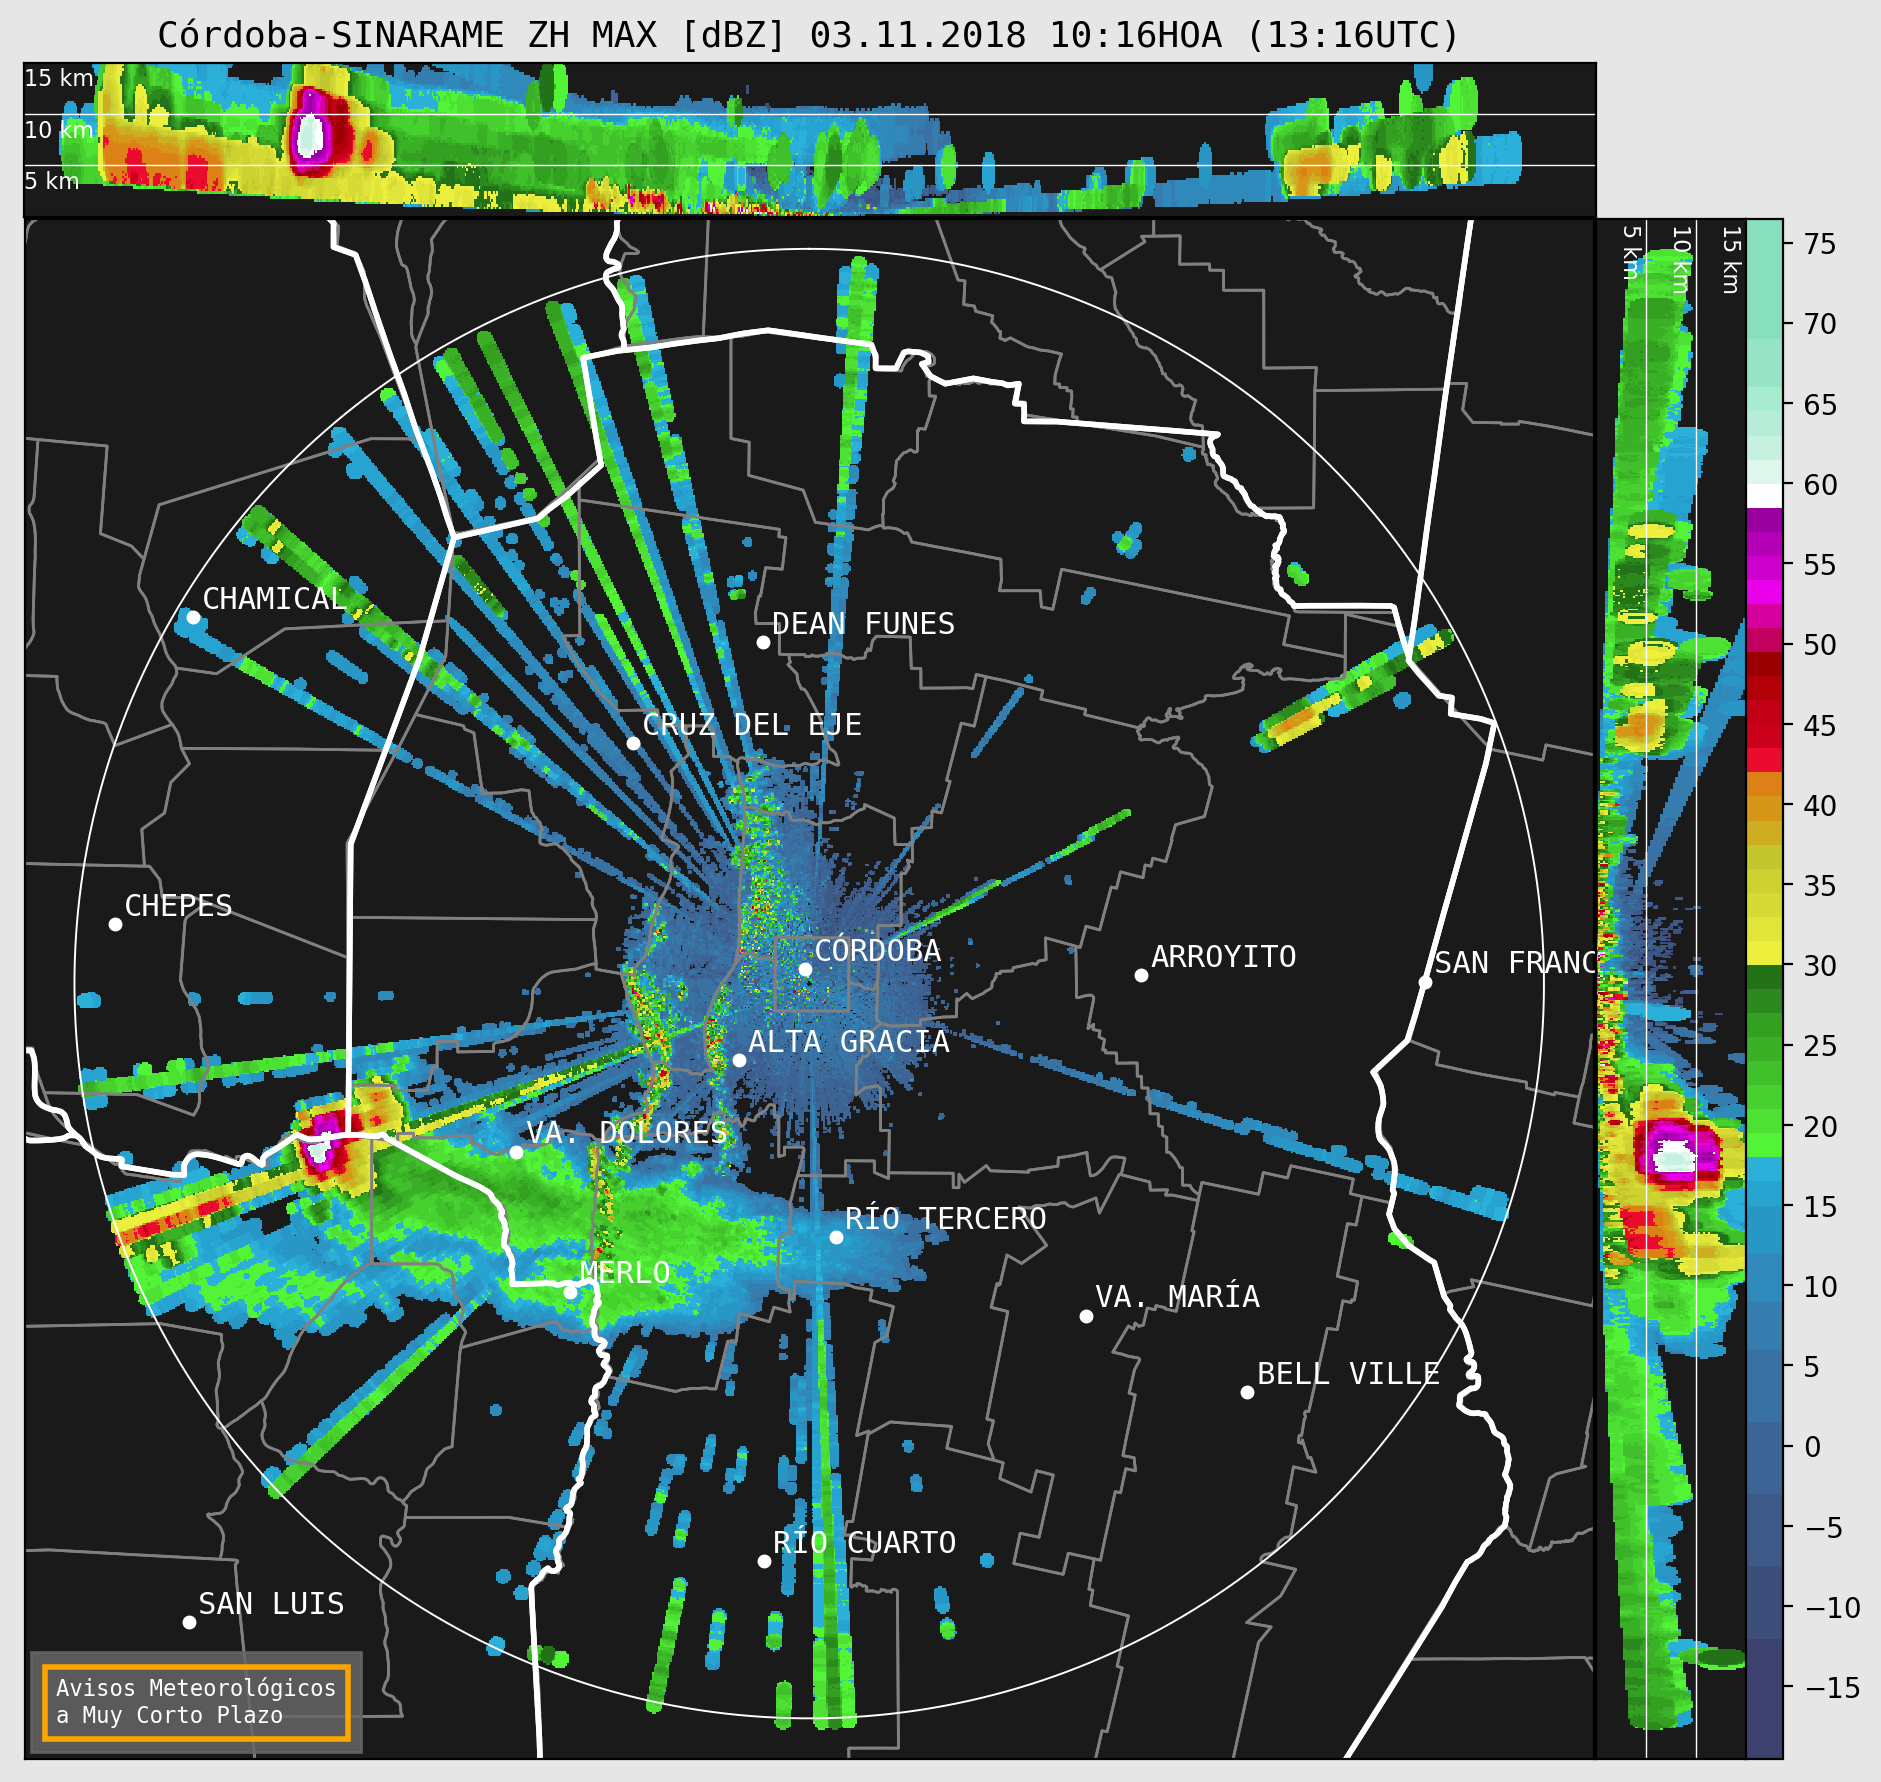 Córdoba-SINARAME ZH MAX [dBZ] 03.11.2018 10:16HOA (13:16UTC)
15 km
10 km
5 km
5 km
10 km
15 km
75
70
65
60
55
50
45
40
35
30
25
20
15
10
5
0
−5
−10
−15
CHAMICAL
DEAN FUNES
CRUZ DEL EJE
CHEPES
CÓRDOBA
ARROYITO
SAN FRANC
ALTA GRACIA
VA. DOLORES
RÍO TERCERO
MERLO
VA. MARÍA
BELL VILLE
RÍO CUARTO
SAN LUIS
Avisos Meteorológicos
a Muy Corto Plazo